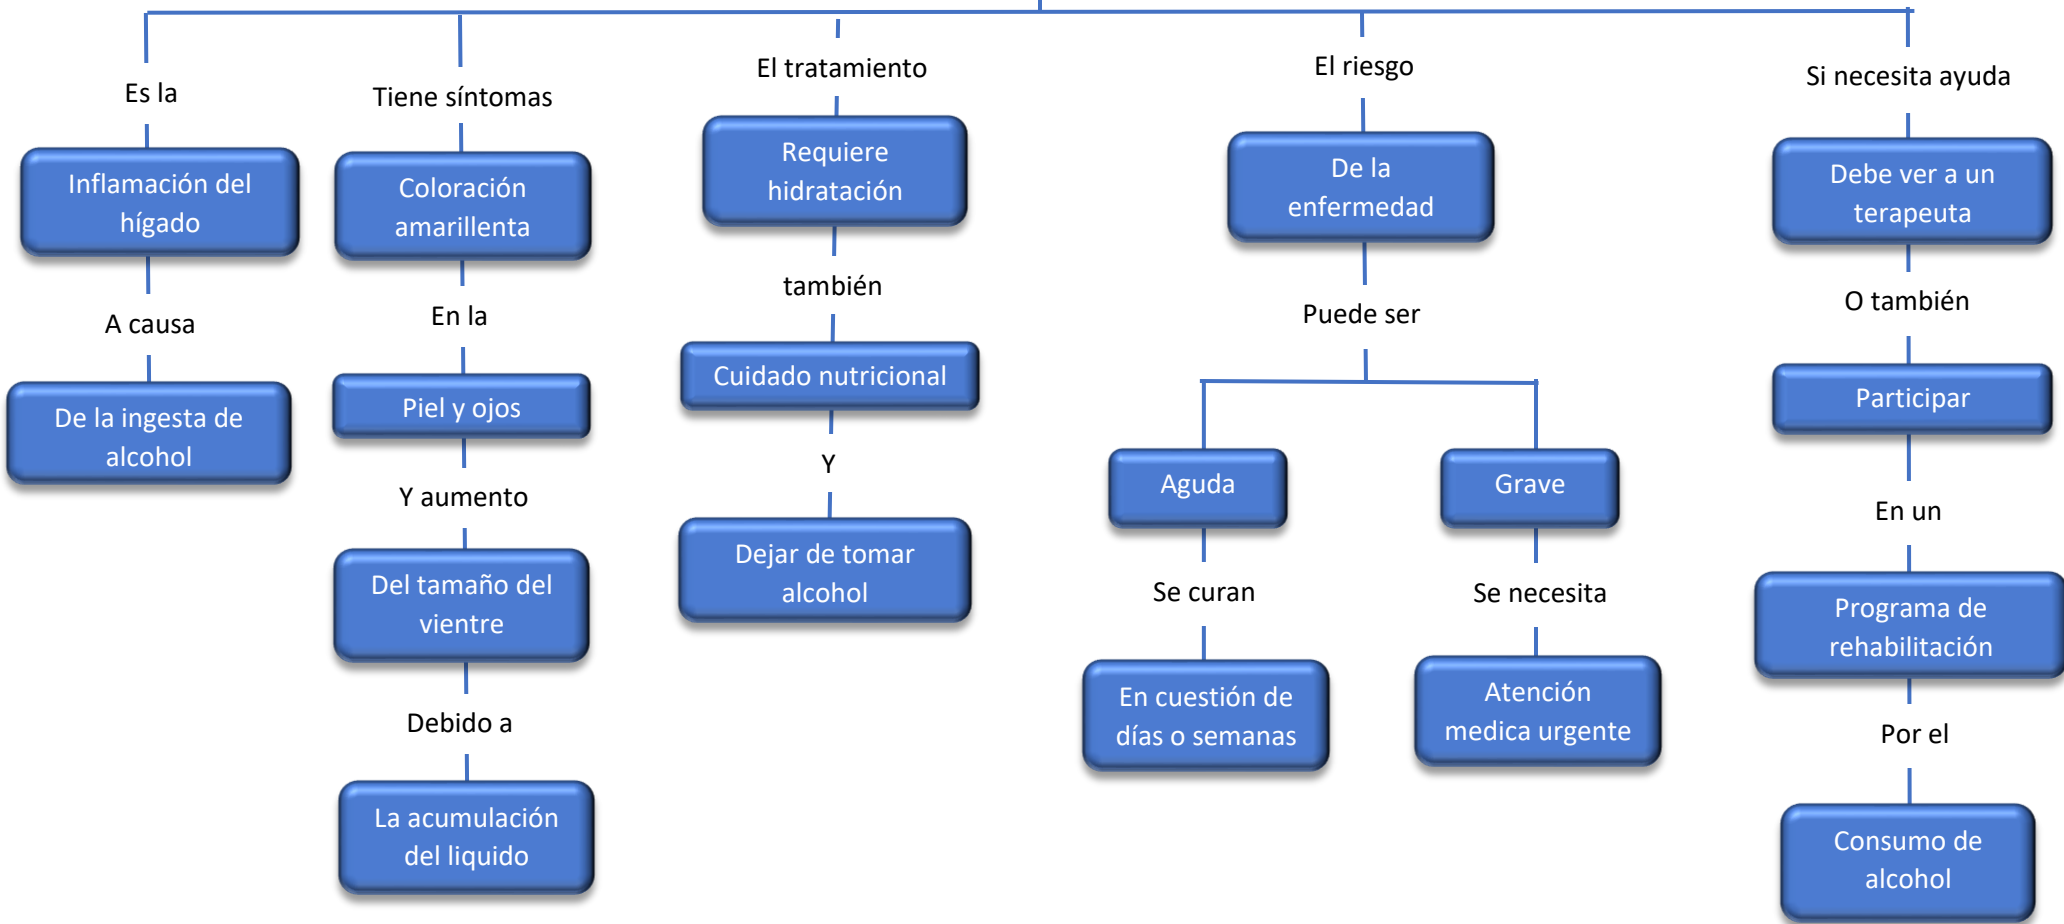 Es la
Inflamación del
hígado
A causa
De la ingesta de
alcohol
Tiene síntomas
Coloración
amarillenta
En la
Piel y ojos
Y aumento
Del tamaño del
vientre
Debido a
La acumulación
del liquido
El tratamiento
Requiere
hidratación
también
Cuidado nutricional
Y
Dejar de tomar
alcohol
El riesgo
De la
enfermedad
Puede ser
Aguda
Se curan
En cuestión de
días o semanas
Grave
Se necesita
Atención
medica urgente
Si necesita ayuda
Debe ver a un
terapeuta
O también
Participar
En un
Programa de
rehabilitación
Por el
Consumo de
alcohol